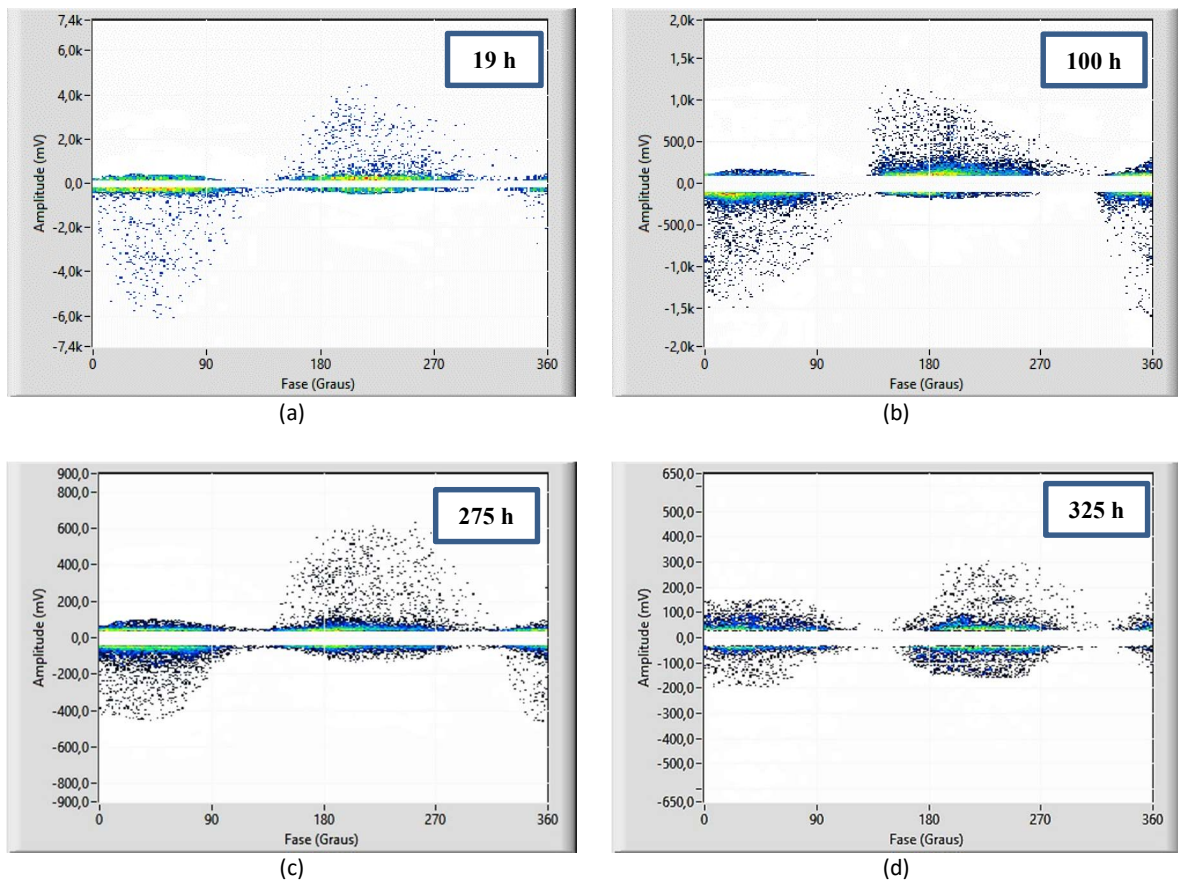 7,4k
6,0k
4,0k
2,0k
0,0
-2,0k
-4,0k
-6,0k
-7,4k
Amplitude (mV)
19 h
0 90 180 270 360
Fase (Graus)
(a)
2,0k
1,5k
1,0k
500,0
0,0
-500,0
-1,0k
-1,5k
-2,0k
Amplitude (mV)
100 h
0 90 180 270 360
Fase (Graus)
(b)
900,0
800,0
600,0
400,0
200,0
0,0
-200,0
-400,0
-600,0
-800,0
-900,0
Amplitude (mV)
275 h
0 90 180 270 360
Fase (Graus)
(c)
650,0
500,0
400,0
300,0
200,0
100,0
0,0
-100,0
-200,0
-300,0
-400,0
-500,0
-650,0
Amplitude (mV)
325 h
0 90 180 270 360
Fase (Graus)
(d)